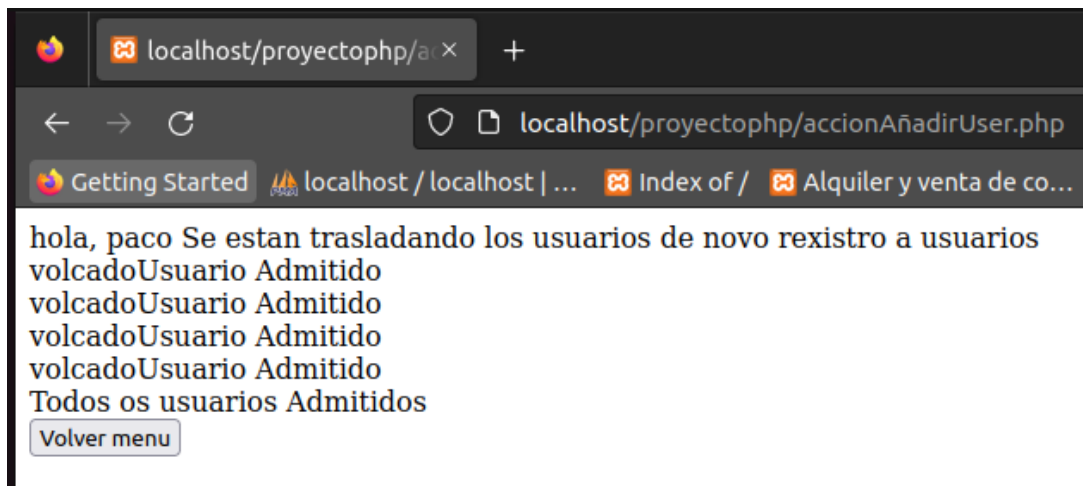 localhost/proyectophp/ac
localhost/proyectophp/accionAñadirUser.php
Getting Started localhost / localhost | ... Index of / Alquiler y venta de co...
hola, paco Se estan trasladando los usuarios de novo rexistro a usuarios
volcadoUsuario Admitido
volcadoUsuario Admitido
volcadoUsuario Admitido
volcadoUsuario Admitido
Todos os usuarios Admitidos
Volver menu